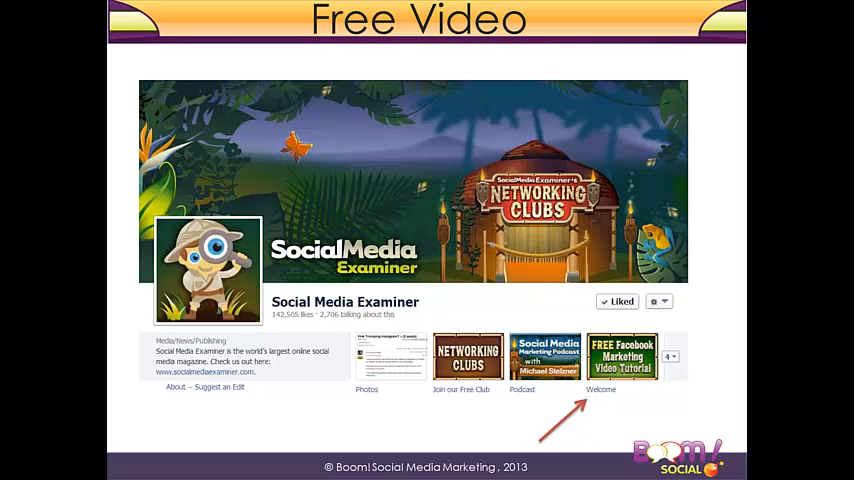 Free Video
SocialMediaExaminer's
NETWORKING
CLUBS
SocialMedia
Examiner
Social Media Examiner
142,505 likes · 2,706 talking about this
Liked
Media/News/Publishing
Social Media Examiner is the world's largest online social
media magazine. Check us out here:
www.socialmediaexaminer.com.
About – Suggest an Edit
Photos
NETWORKING
CLUBS
Join our Free Club
Social Media
Marketing Podcast
with
Michael Stelzner
Podcast
FREE Facebook
Marketing
Video Tutorial
Welcome
4
© Boom! Social Media Marketing, 2013
BOOM!
SOCIAL